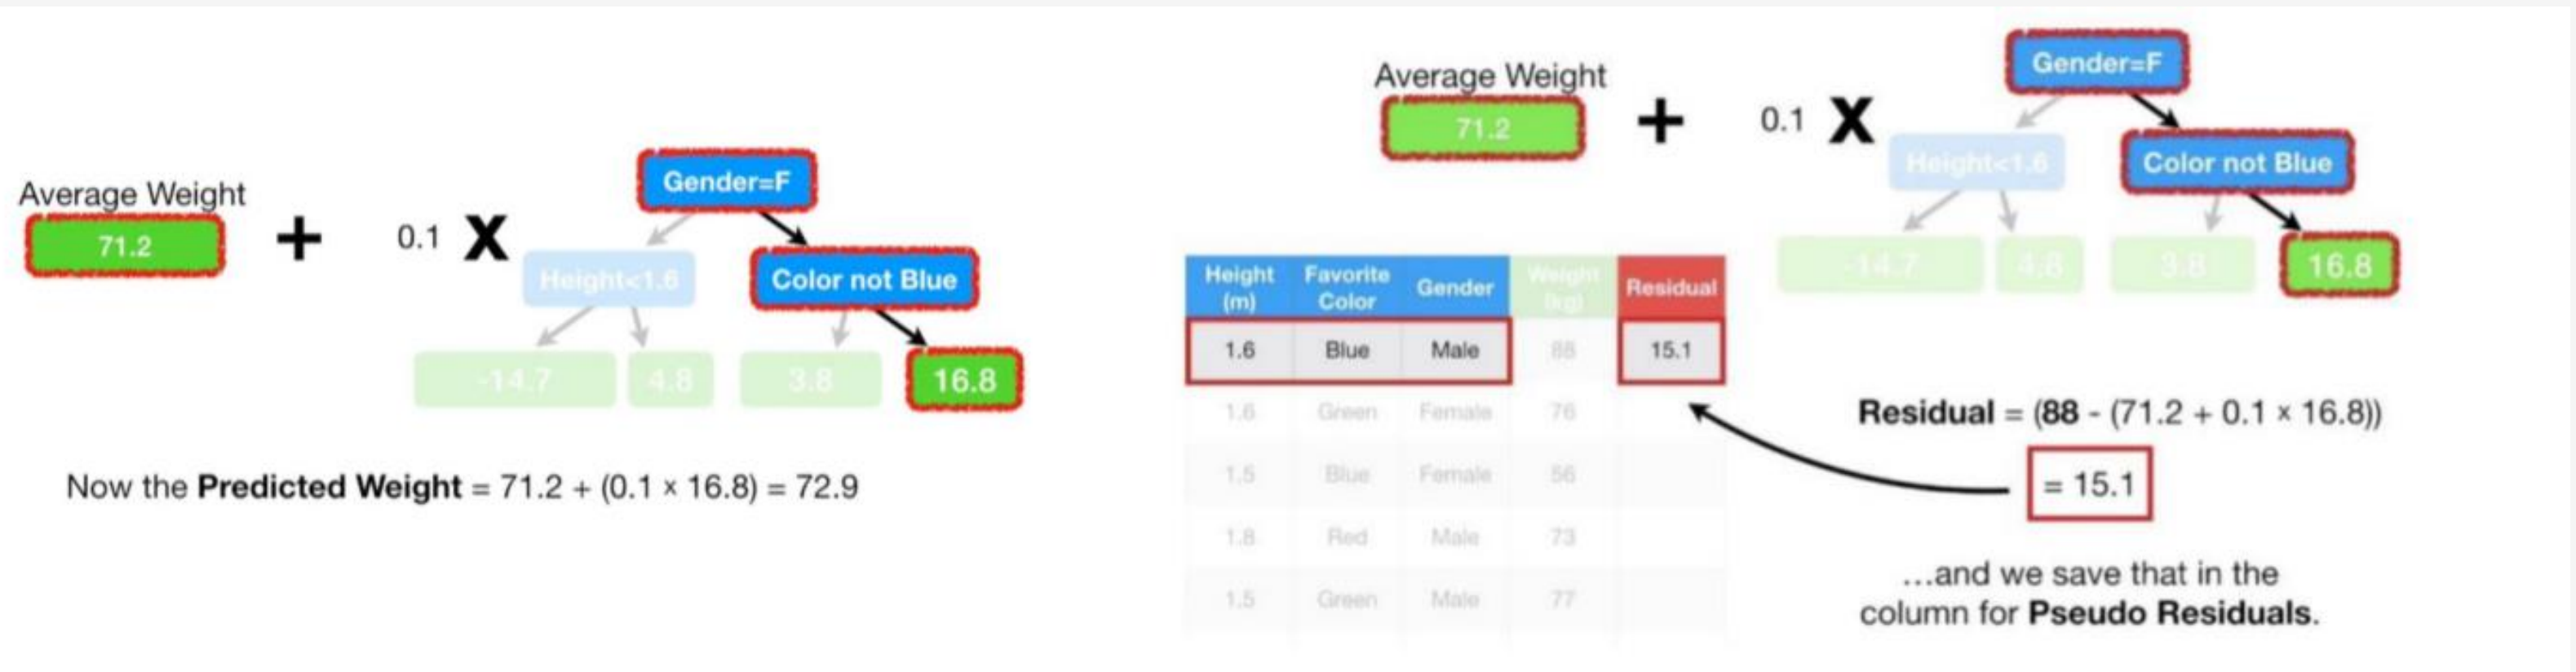 Average Weight
71.2
+
0.1 X
Gender=F
Height<1.6
Color not Blue
-14.7
4.8
3.8
16.8
Now the Predicted Weight = 71.2 + (0.1 × 16.8) = 72.9
Average Weight
71.2
+
0.1 X
Gender=F
Height<1.6
Color not Blue
-14.7
4.8
3.8
16.8
Height (m) Favorite Color Gender Weight (kg) Residual
1.6 Blue Male 88 15.1
1.6 Green Female 76
1.5 Blue Female 56
1.8 Red Male 73
1.5 Green Male 77
Residual = (88 - (71.2 + 0.1 × 16.8))
= 15.1
...and we save that in the
column for Pseudo Residuals.